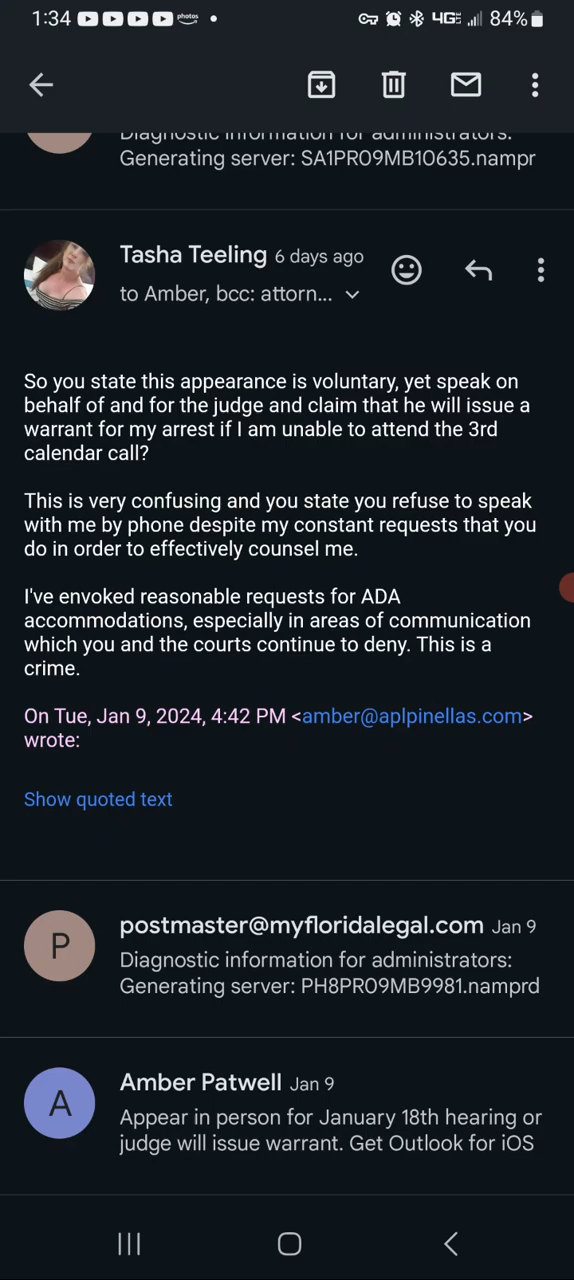 1:34 photos 4GE 84%
Diagnostic information for administrators:
Generating server: SA1PR09MB10635.nampr
Tasha Teeling 6 days ago
to Amber, bcc: attorn...
So you state this appearance is voluntary, yet speak on
behalf of and for the judge and claim that he will issue a
warrant for my arrest if I am unable to attend the 3rd
calendar call?
This is very confusing and you state you refuse to speak
with me by phone despite my constant requests that you
do in order to effectively counsel me.
I've envoked reasonable requests for ADA
accommodations, especially in areas of communication
which you and the courts continue to deny. This is a
crime.
On Tue, Jan 9, 2024, 4:42 PM <amber@aplpinellas.com>
wrote:
Show quoted text
P
postmaster@myfloridalegal.com Jan 9
Diagnostic information for administrators:
Generating server: PH8PR09MB9981.namprd
A
Amber Patwell Jan 9
Appear in person for January 18th hearing or
judge will issue warrant. Get Outlook for iOS